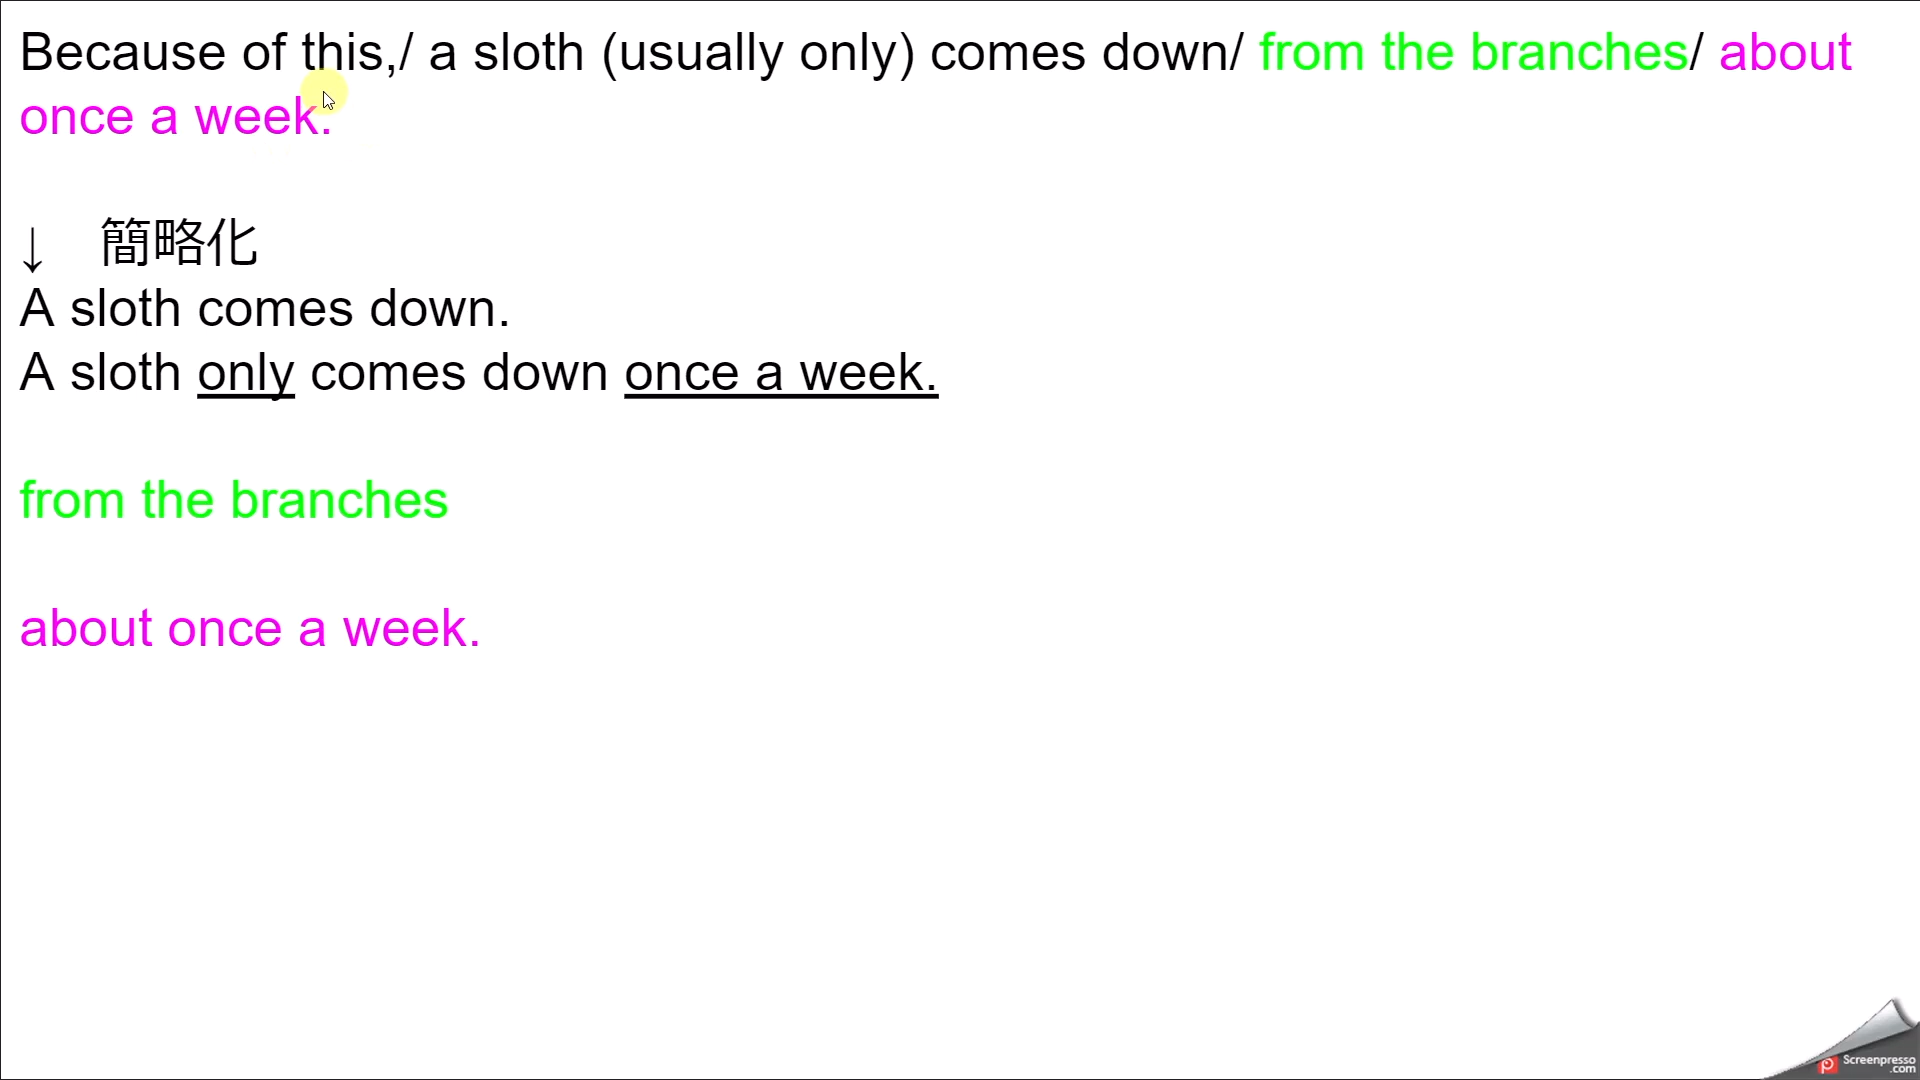 Because of this,/ a sloth (usually only) comes down/ from the branches/ about
once a week.
↓　簡略化
A sloth comes down.
A sloth only comes down once a week.
from the branches
about once a week.
Screenpresso
.com